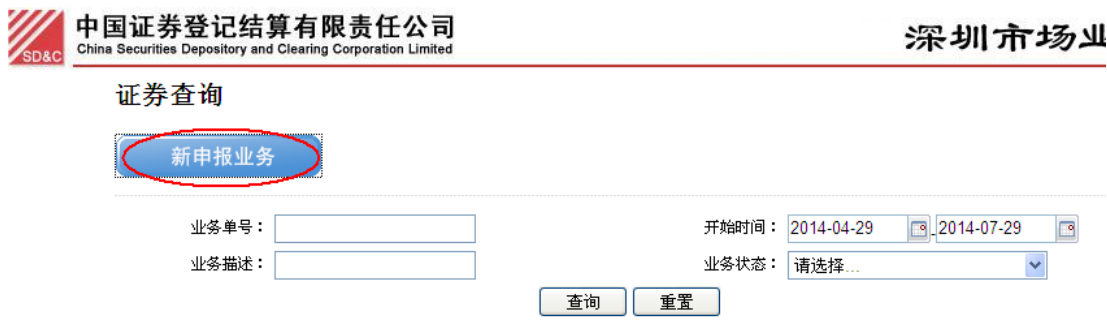 中国证券登记结算有限责任公司
China Securities Depository and Clearing Corporation Limited
SD&C
深圳市场业
证券查询
新申报业务
业务单号： 开始时间： 2014-04-29 - 2014-07-29
业务描述： 业务状态： 请选择...
查询 重置